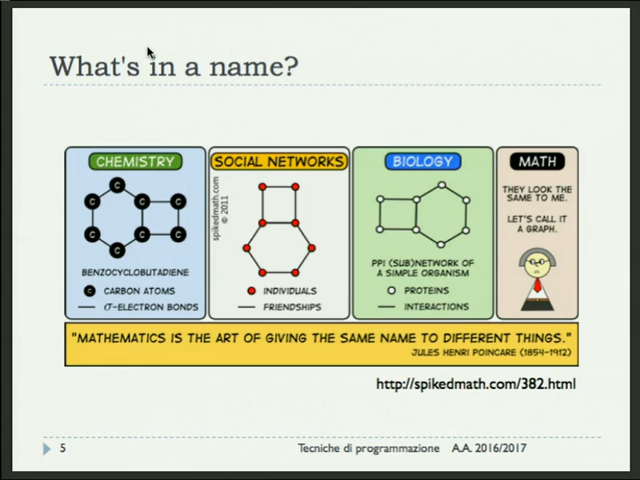 What's in a name?
CHEMISTRY
C
C
C
C
C
C
C
C
BENZOCYCLOBUTADIENE
C CARBON ATOMS
σ-ELECTRON BONDS
SOCIAL NETWORKS
spikedmath.com
© 2011
INDIVIDUALS
FRIENDSHIPS
BIOLOGY
PPI (SUB)NETWORK OF
A SIMPLE ORGANISM
PROTEINS
INTERACTIONS
MATH
THEY LOOK THE
SAME TO ME.
LET'S CALL IT
A GRAPH.
"MATHEMATICS IS THE ART OF GIVING THE SAME NAME TO DIFFERENT THINGS."
JULES HENRI POINCARE (1854-1912)
http://spikedmath.com/382.html
5
Tecniche di programmazione A.A. 2016/2017